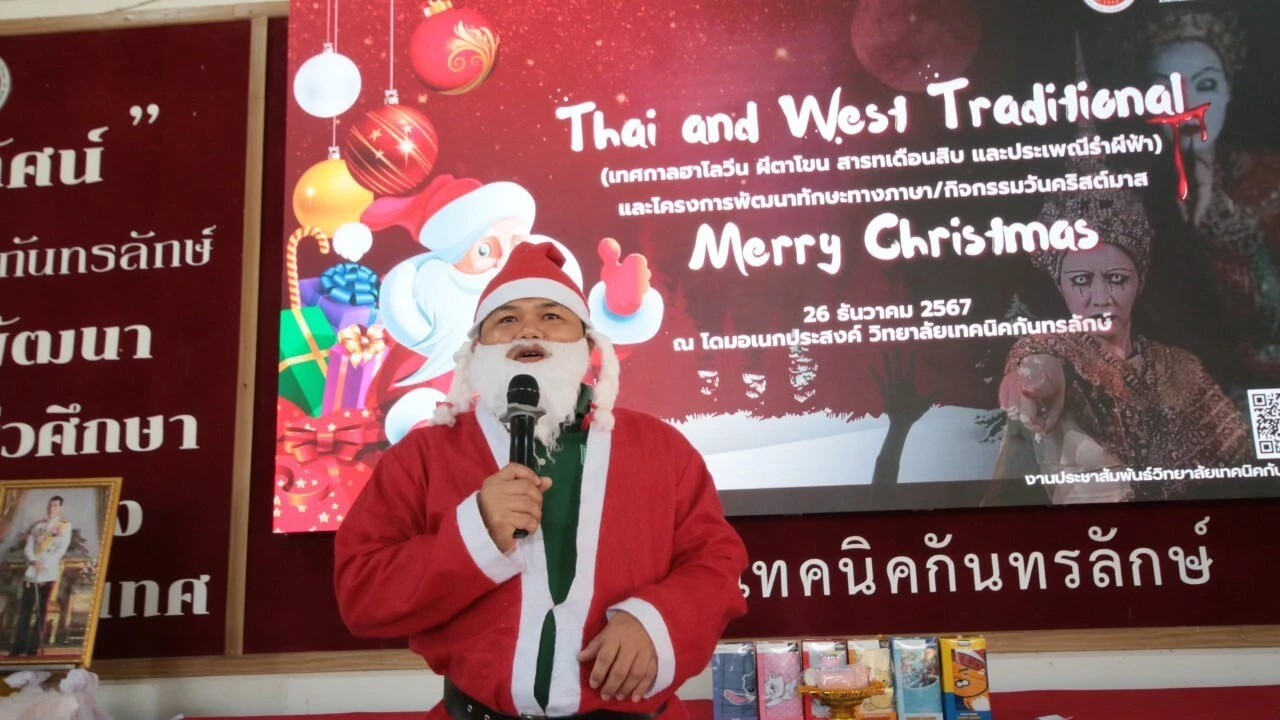 ศน์ ”
กันทรลักษ์
พัฒนา
ศึกษา
ง
เทศ
Thai and West Traditional
(เทศกาลฮาโลวีน ผีตาโขน สารทเดือนสิบ และประเพณีรำผีฟ้า)
และโครงการพัฒนาทักษะทางภาษา/กิจกรรมวันคริสต์มาส
Merry Christmas
26 ธันวาคม 2567
ณ โดมอเนกประสงค์ วิทยาลัยเทคนิคกันทรลักษ์
งานประชาสัมพันธ์วิทยาลัยเทคนิคกัน
เทคนิคกันทรลักษ์